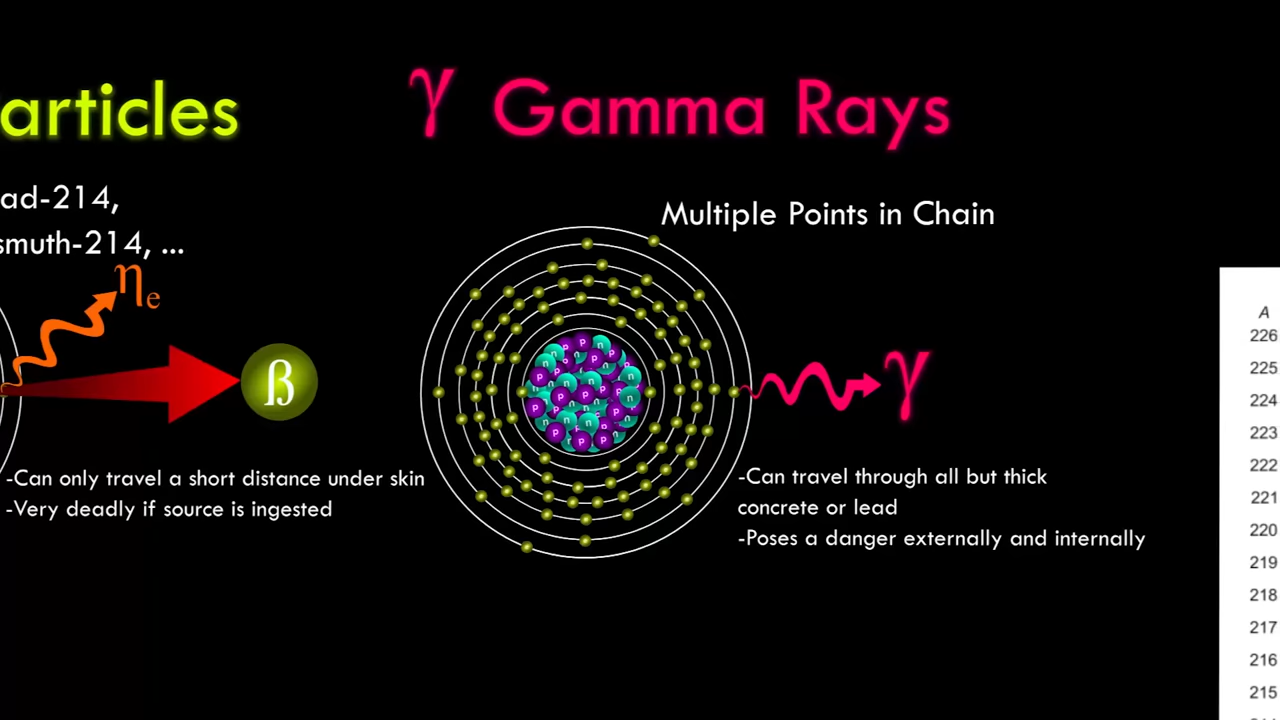 articles
γ Gamma Rays
ad-214,
smuth-214, ...
Multiple Points in Chain
η e
ß
γ
-Can only travel a short distance under skin
-Very deadly if source is ingested
-Can travel through all but thick
concrete or lead
-Poses a danger externally and internally
A
226
225
224
223
222
221
220
219
218
217
216
215